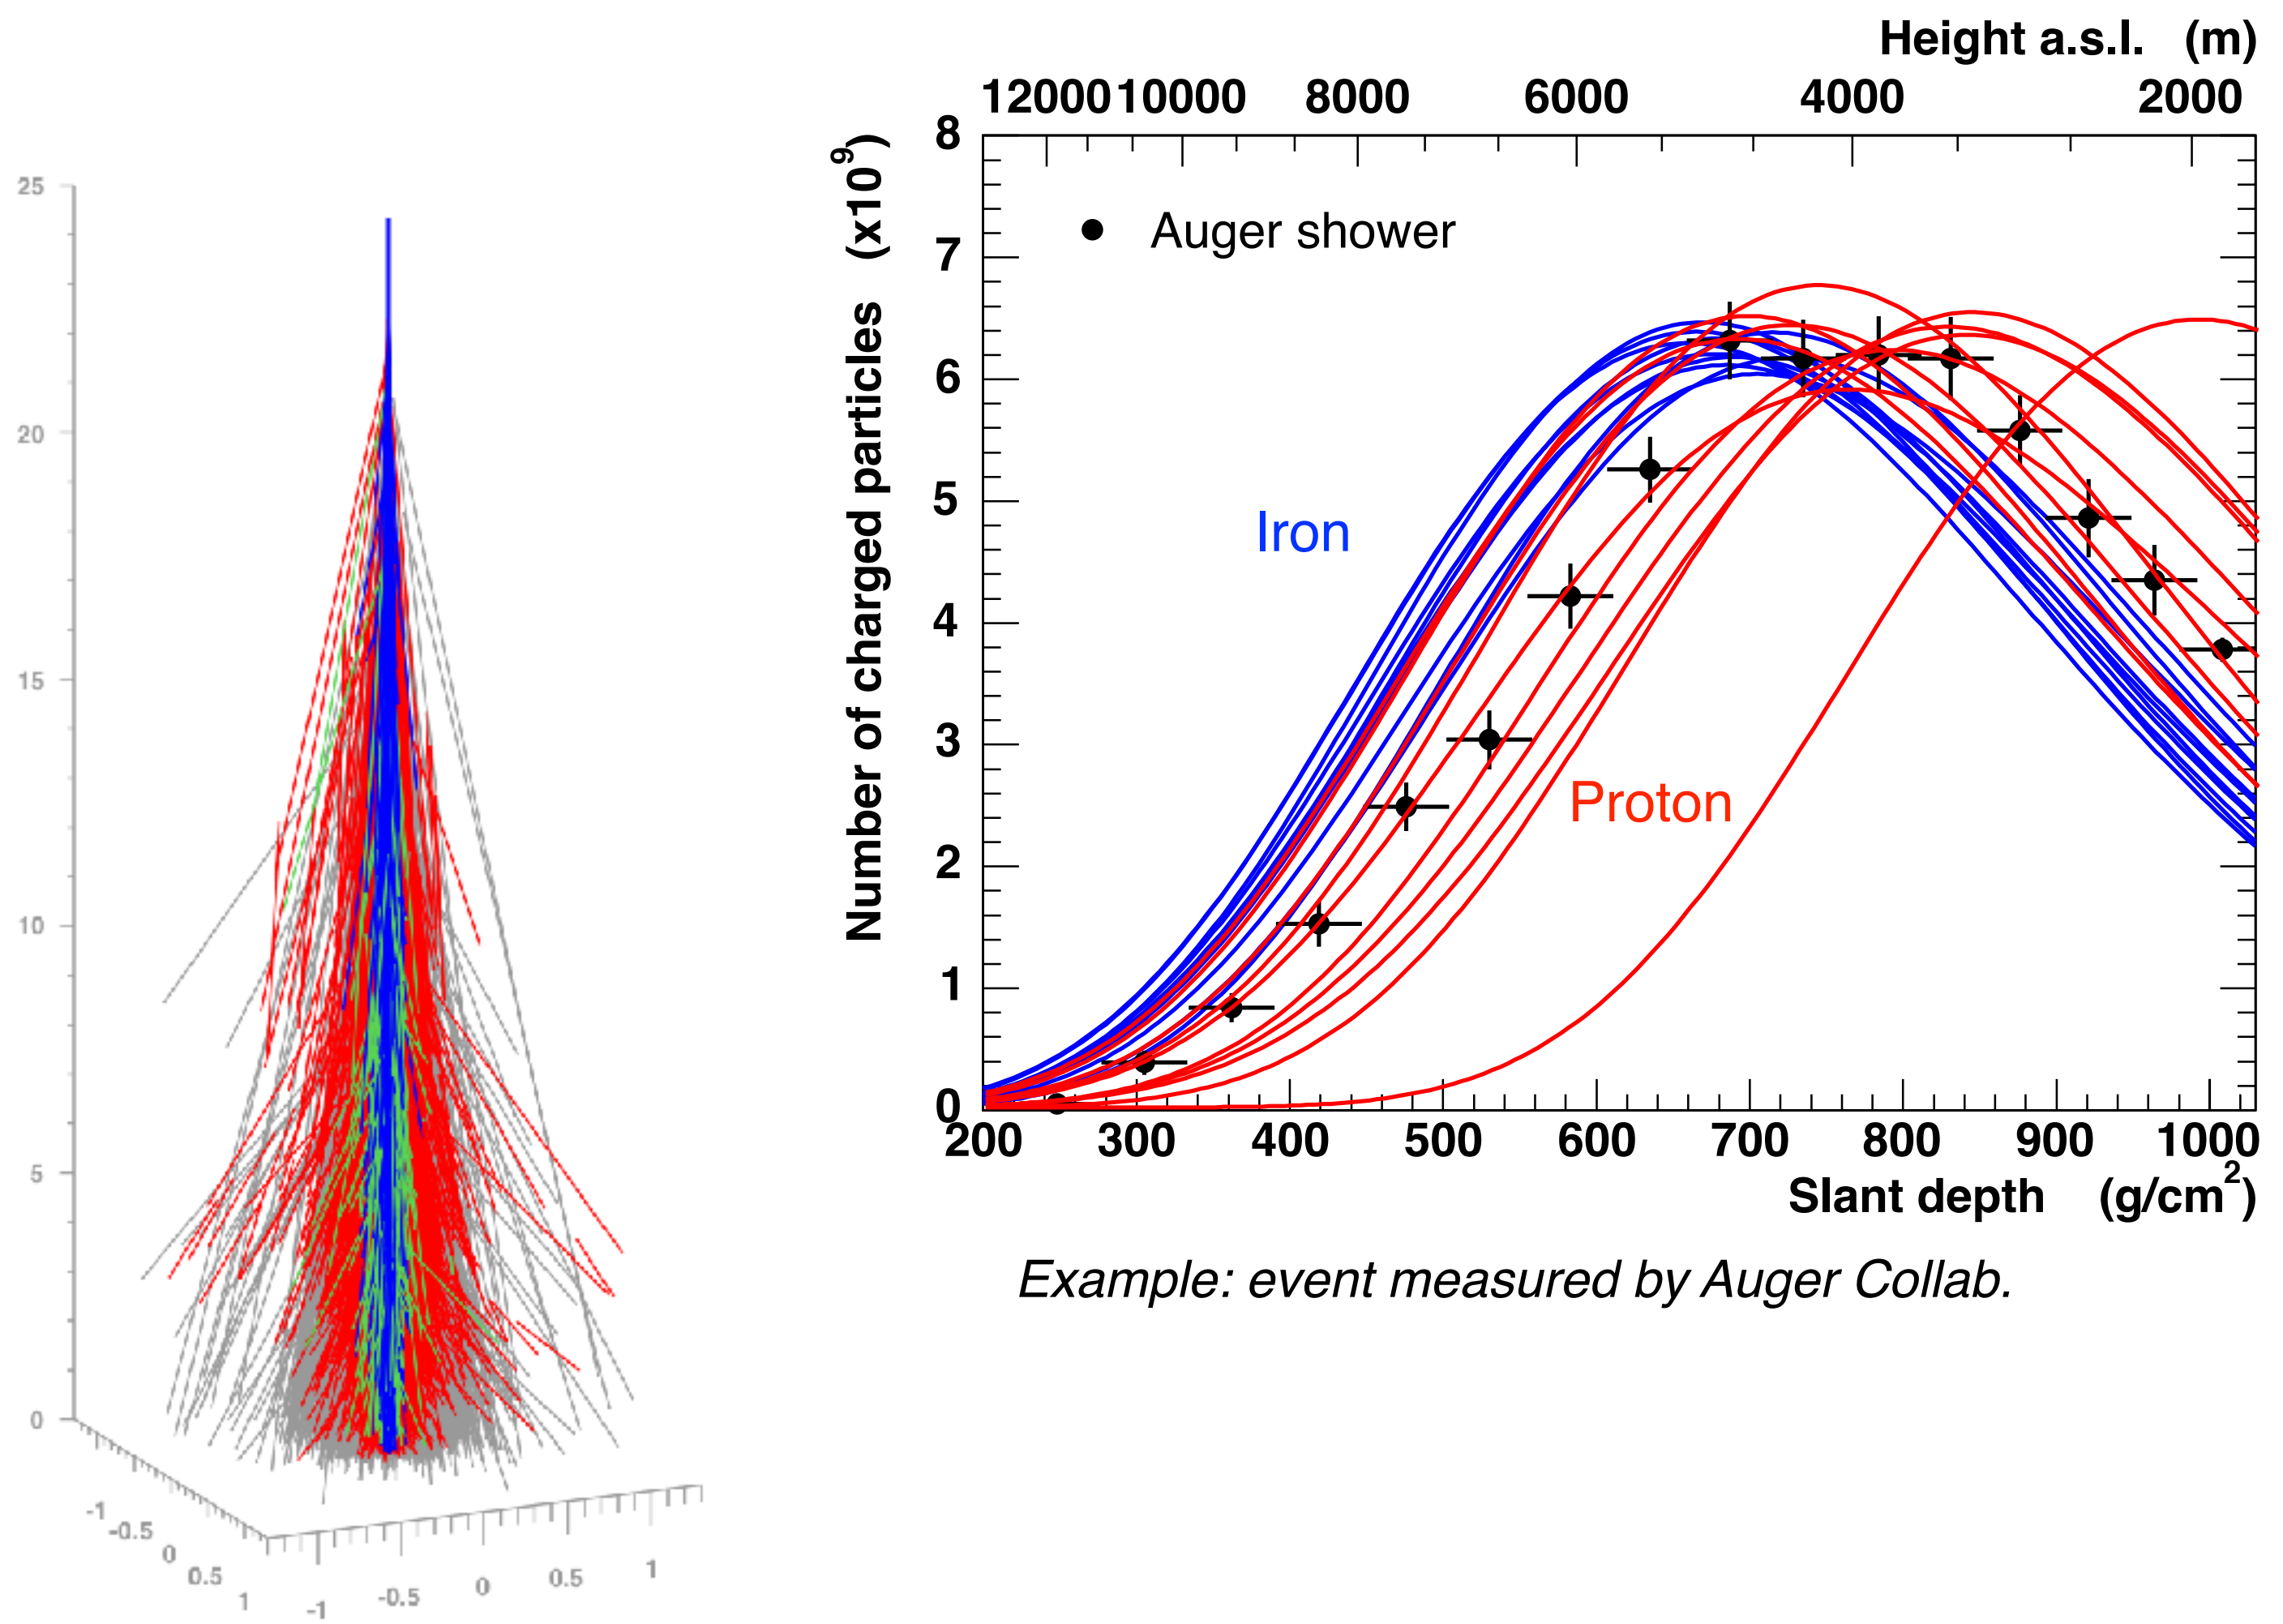 25
20
15
10
5
0
-1
-0.5
0
0.5
1
-1
-0.5
0
0.5
1
Height a.s.l. (m)
12000 10000 8000 6000 4000 2000
Number of charged particles (x10⁹)
8
7
6
5
4
3
2
1
0
Auger shower
Iron
Proton
200 300 400 500 600 700 800 900 1000
Slant depth (g/cm²)
Example: event measured by Auger Collab.